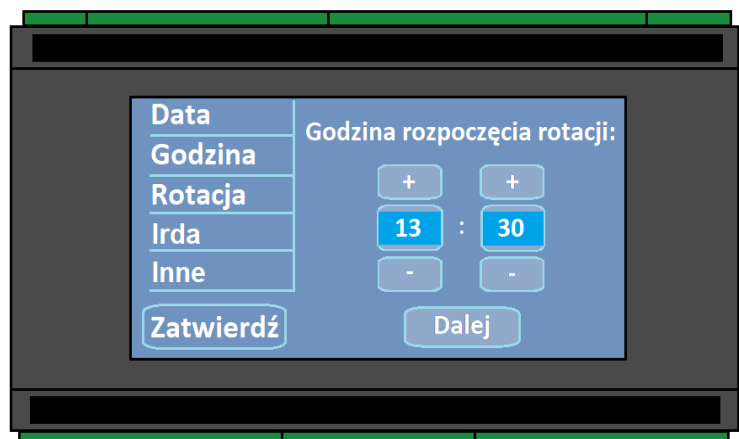 Data
Godzina
Rotacja
Irda
Inne
Zatwierdź
Godzina rozpoczęcia rotacji:
+ +
13 : 30
- -
Dalej